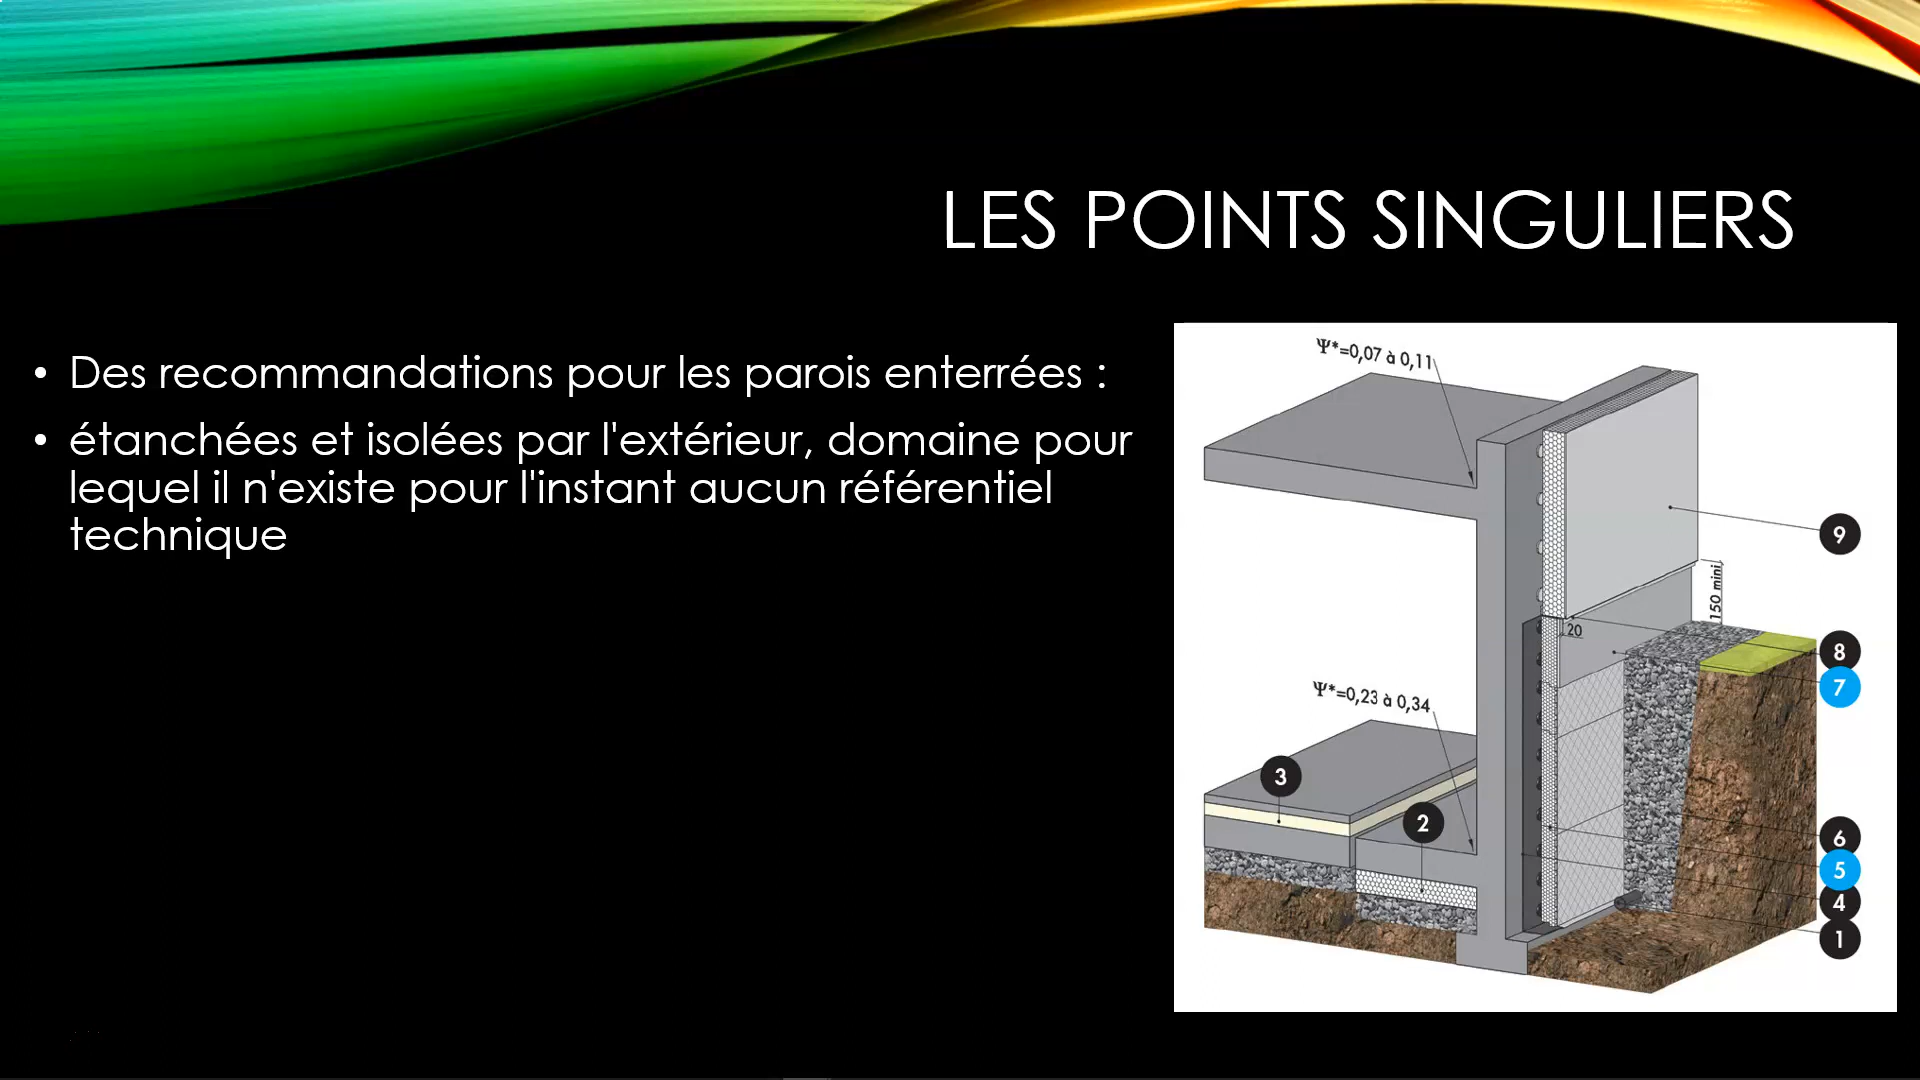 LES POINTS SINGULIERS
• Des recommandations pour les parois enterrées :
• étanchées et isolées par l'extérieur, domaine pour
lequel il n'existe pour l'instant aucun référentiel
technique
Ψ*=0,07 à 0,11
9
150 mini
20
8
7
Ψ*=0,23 à 0,34
3
2
6
5
4
1